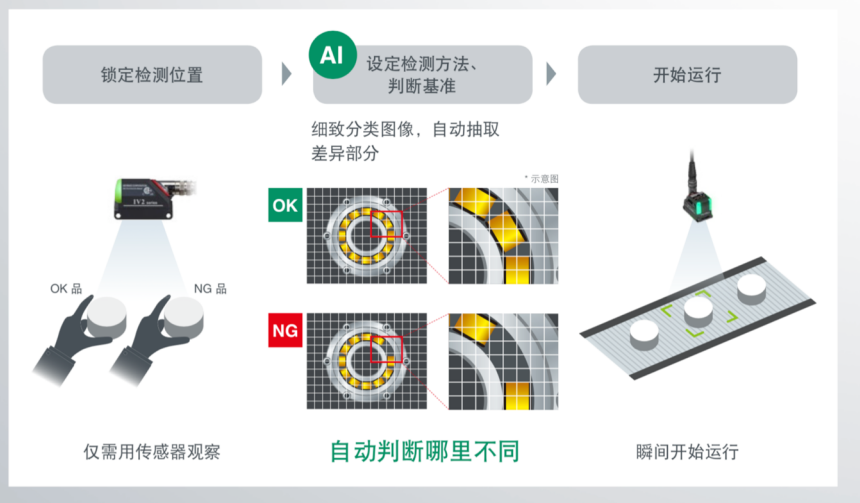 锁定检测位置
AI
设定检测方法、
判断基准
开始运行
细致分类图像，自动抽取
差异部分
* 示意图
IV2 series
OK
OK 品
NG 品
NG
仅需用传感器观察
自动判断哪里不同
瞬间开始运行